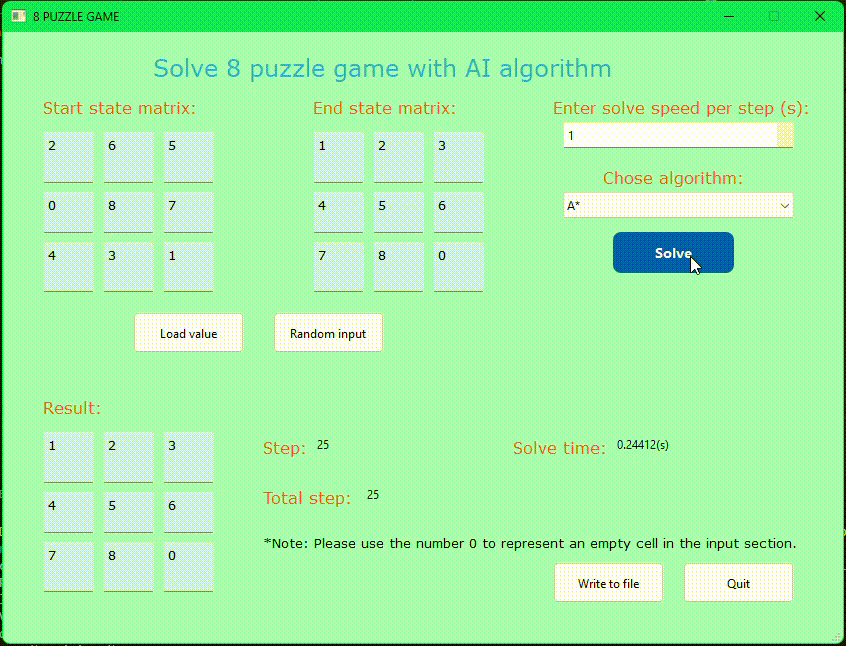 8 PUZZLE GAME
Solve 8 puzzle game with AI algorithm
Start state matrix:
End state matrix:
Enter solve speed per step (s):
2 6 5
1 2 3
1
Chose algorithm:
0 8 7
4 5 6
A*
4 3 1
7 8 0
Solve
Load value
Random input
Result:
1 2 3
Step: 25
Solve time: 0.24412(s)
4 5 6
Total step: 25
7 8 0
*Note: Please use the number 0 to represent an empty cell in the input section.
Write to file
Quit